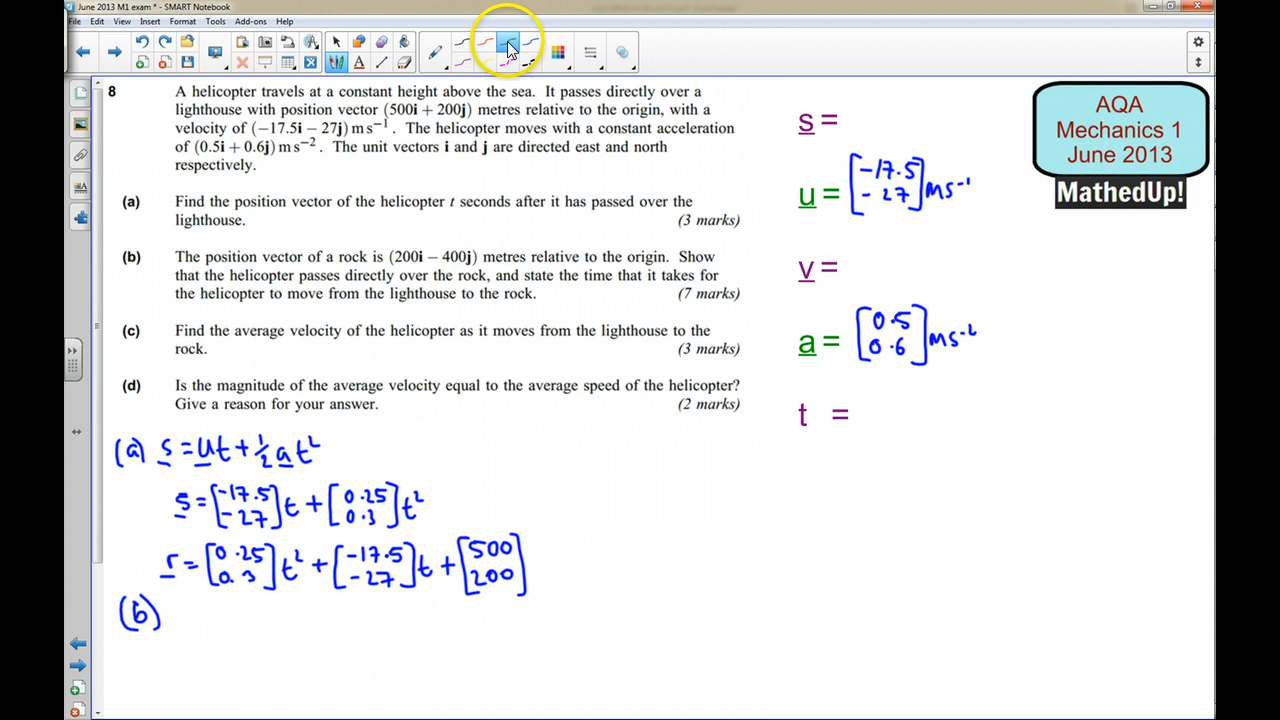 June 2013 M1 exam * - SMART Notebook
File Edit View Insert Format Tools Utilities Add-ons Help
8 A helicopter travels at a constant height above the sea. It passes directly over a
lighthouse with position vector (500i + 200j) metres relative to the origin, with a
velocity of (−17.5i − 27j) m s⁻¹. The helicopter moves with a constant acceleration
of (0.5i + 0.6j) m s⁻². The unit vectors i and j are directed east and north
respectively.
(a) Find the position vector of the helicopter t seconds after it has passed over the
lighthouse. (3 marks)
(b) The position vector of a rock is (200i − 400j) metres relative to the origin. Show
that the helicopter passes directly over the rock, and state the time that it takes for
the helicopter to move from the lighthouse to the rock. (7 marks)
(c) Find the average velocity of the helicopter as it moves from the lighthouse to the
rock. (3 marks)
(d) Is the magnitude of the average velocity equal to the average speed of the helicopter?
Give a reason for your answer. (2 marks)
(a) s = ut + ½at²
s = [-17.5 -27]t + [0.25 0.3]t²
r = [0.25 0.3]t² + [-17.5 -27]t + [500 200]
(b)
s =
u = [-17.5 -27] ms⁻¹
v =
a = [0.5 0.6] ms⁻²
t =
AQA
Mechanics 1
June 2013
MathedUp!